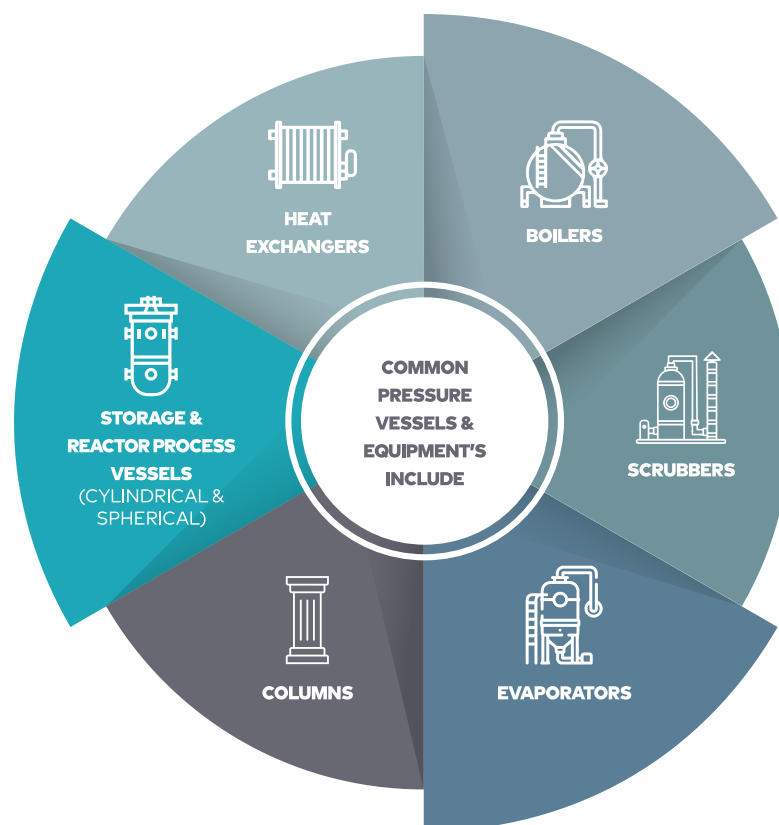 COMMON
PRESSURE
VESSELS &
EQUIPMENT'S
INCLUDE
BOILERS
SCRUBBERS
EVAPORATORS
COLUMNS
STORAGE &
REACTOR PROCESS
VESSELS
(CYLINDRICAL &
SPHERICAL)
HEAT
EXCHANGERS